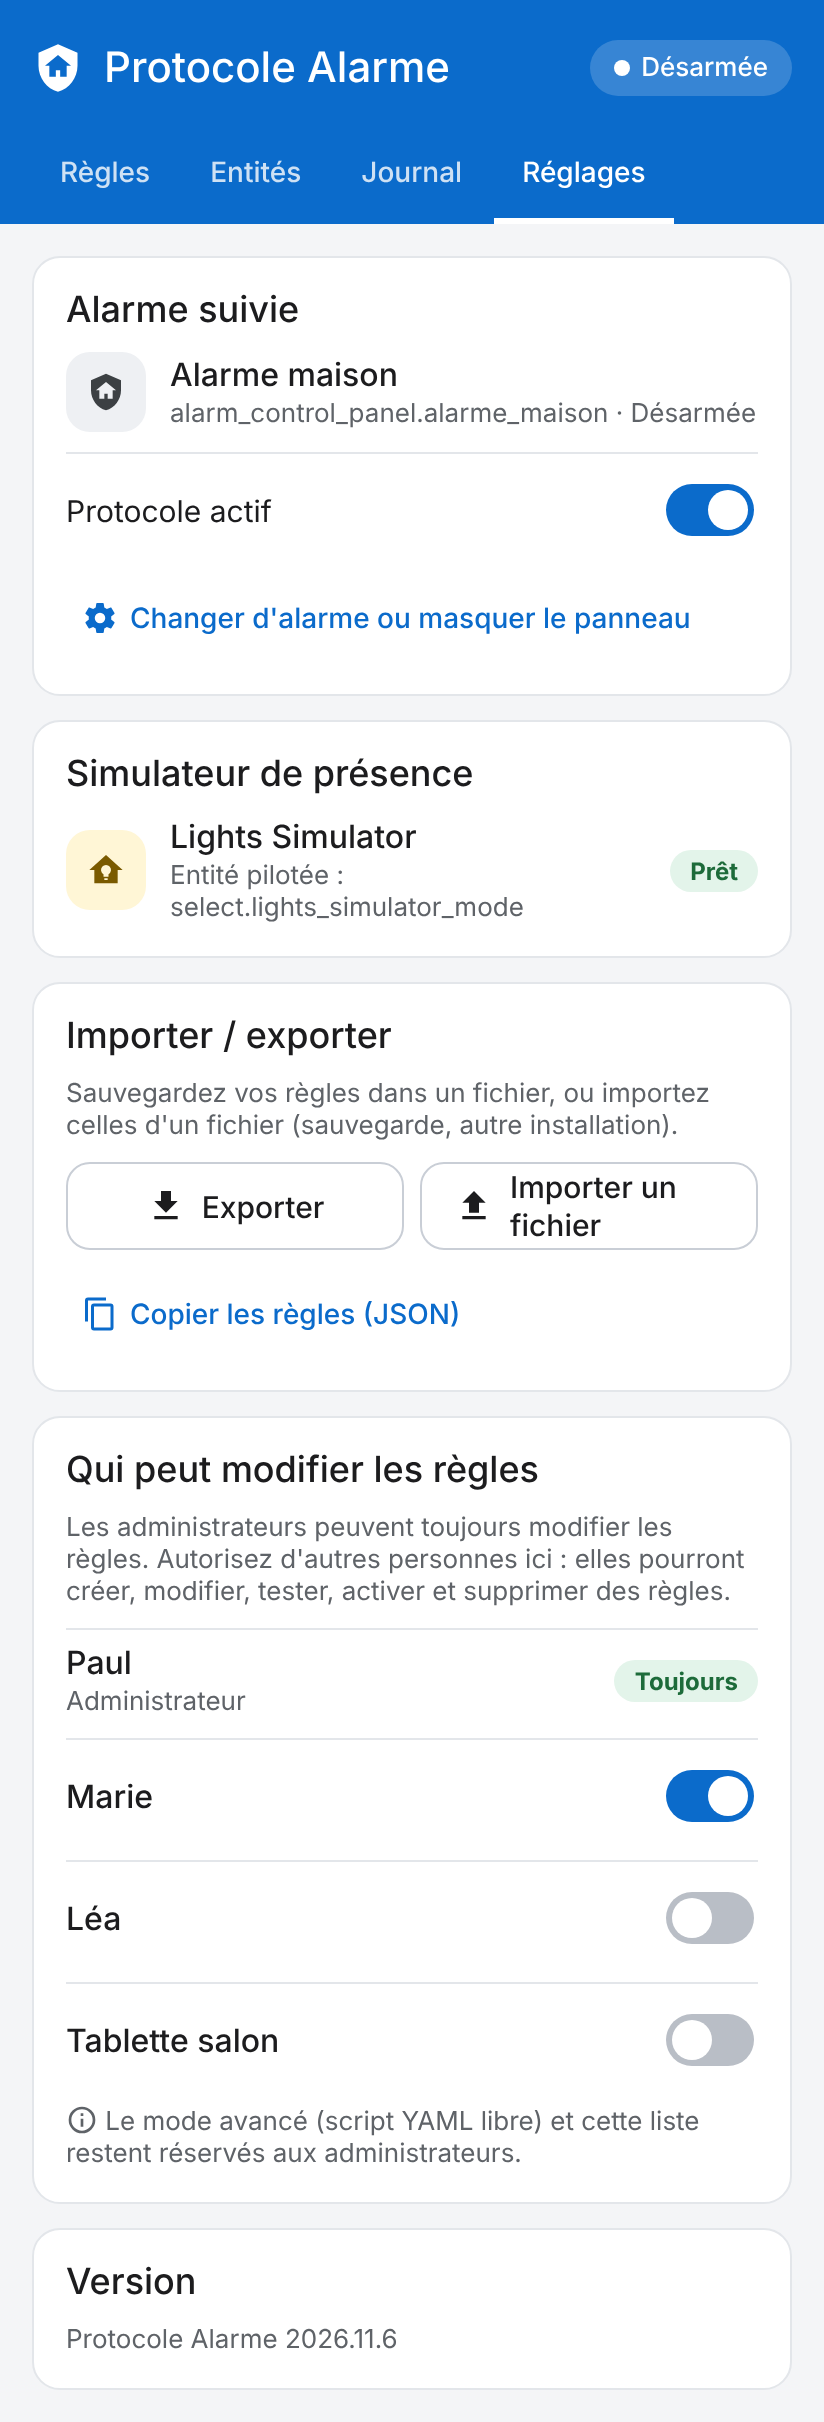 Protocole Alarme
Désarmée
Règles Entités Journal Réglages
Alarme suivie
Alarme maison
alarm_control_panel.alarme_maison · Désarmée
Protocole actif
Changer d'alarme ou masquer le panneau
Simulateur de présence
Lights Simulator
Entité pilotée :
select.lights_simulator_mode
Prêt
Importer / exporter
Sauvegardez vos règles dans un fichier, ou importez
celles d'un fichier (sauvegarde, autre installation).
Exporter
Importer un
fichier
Copier les règles (JSON)
Qui peut modifier les règles
Les administrateurs peuvent toujours modifier les
règles. Autorisez d'autres personnes ici : elles pourront
créer, modifier, tester, activer et supprimer des règles.
Paul
Administrateur
Toujours
Marie
Léa
Tablette salon
Le mode avancé (script YAML libre) et cette liste
restent réservés aux administrateurs.
Version
Protocole Alarme 2026.11.6